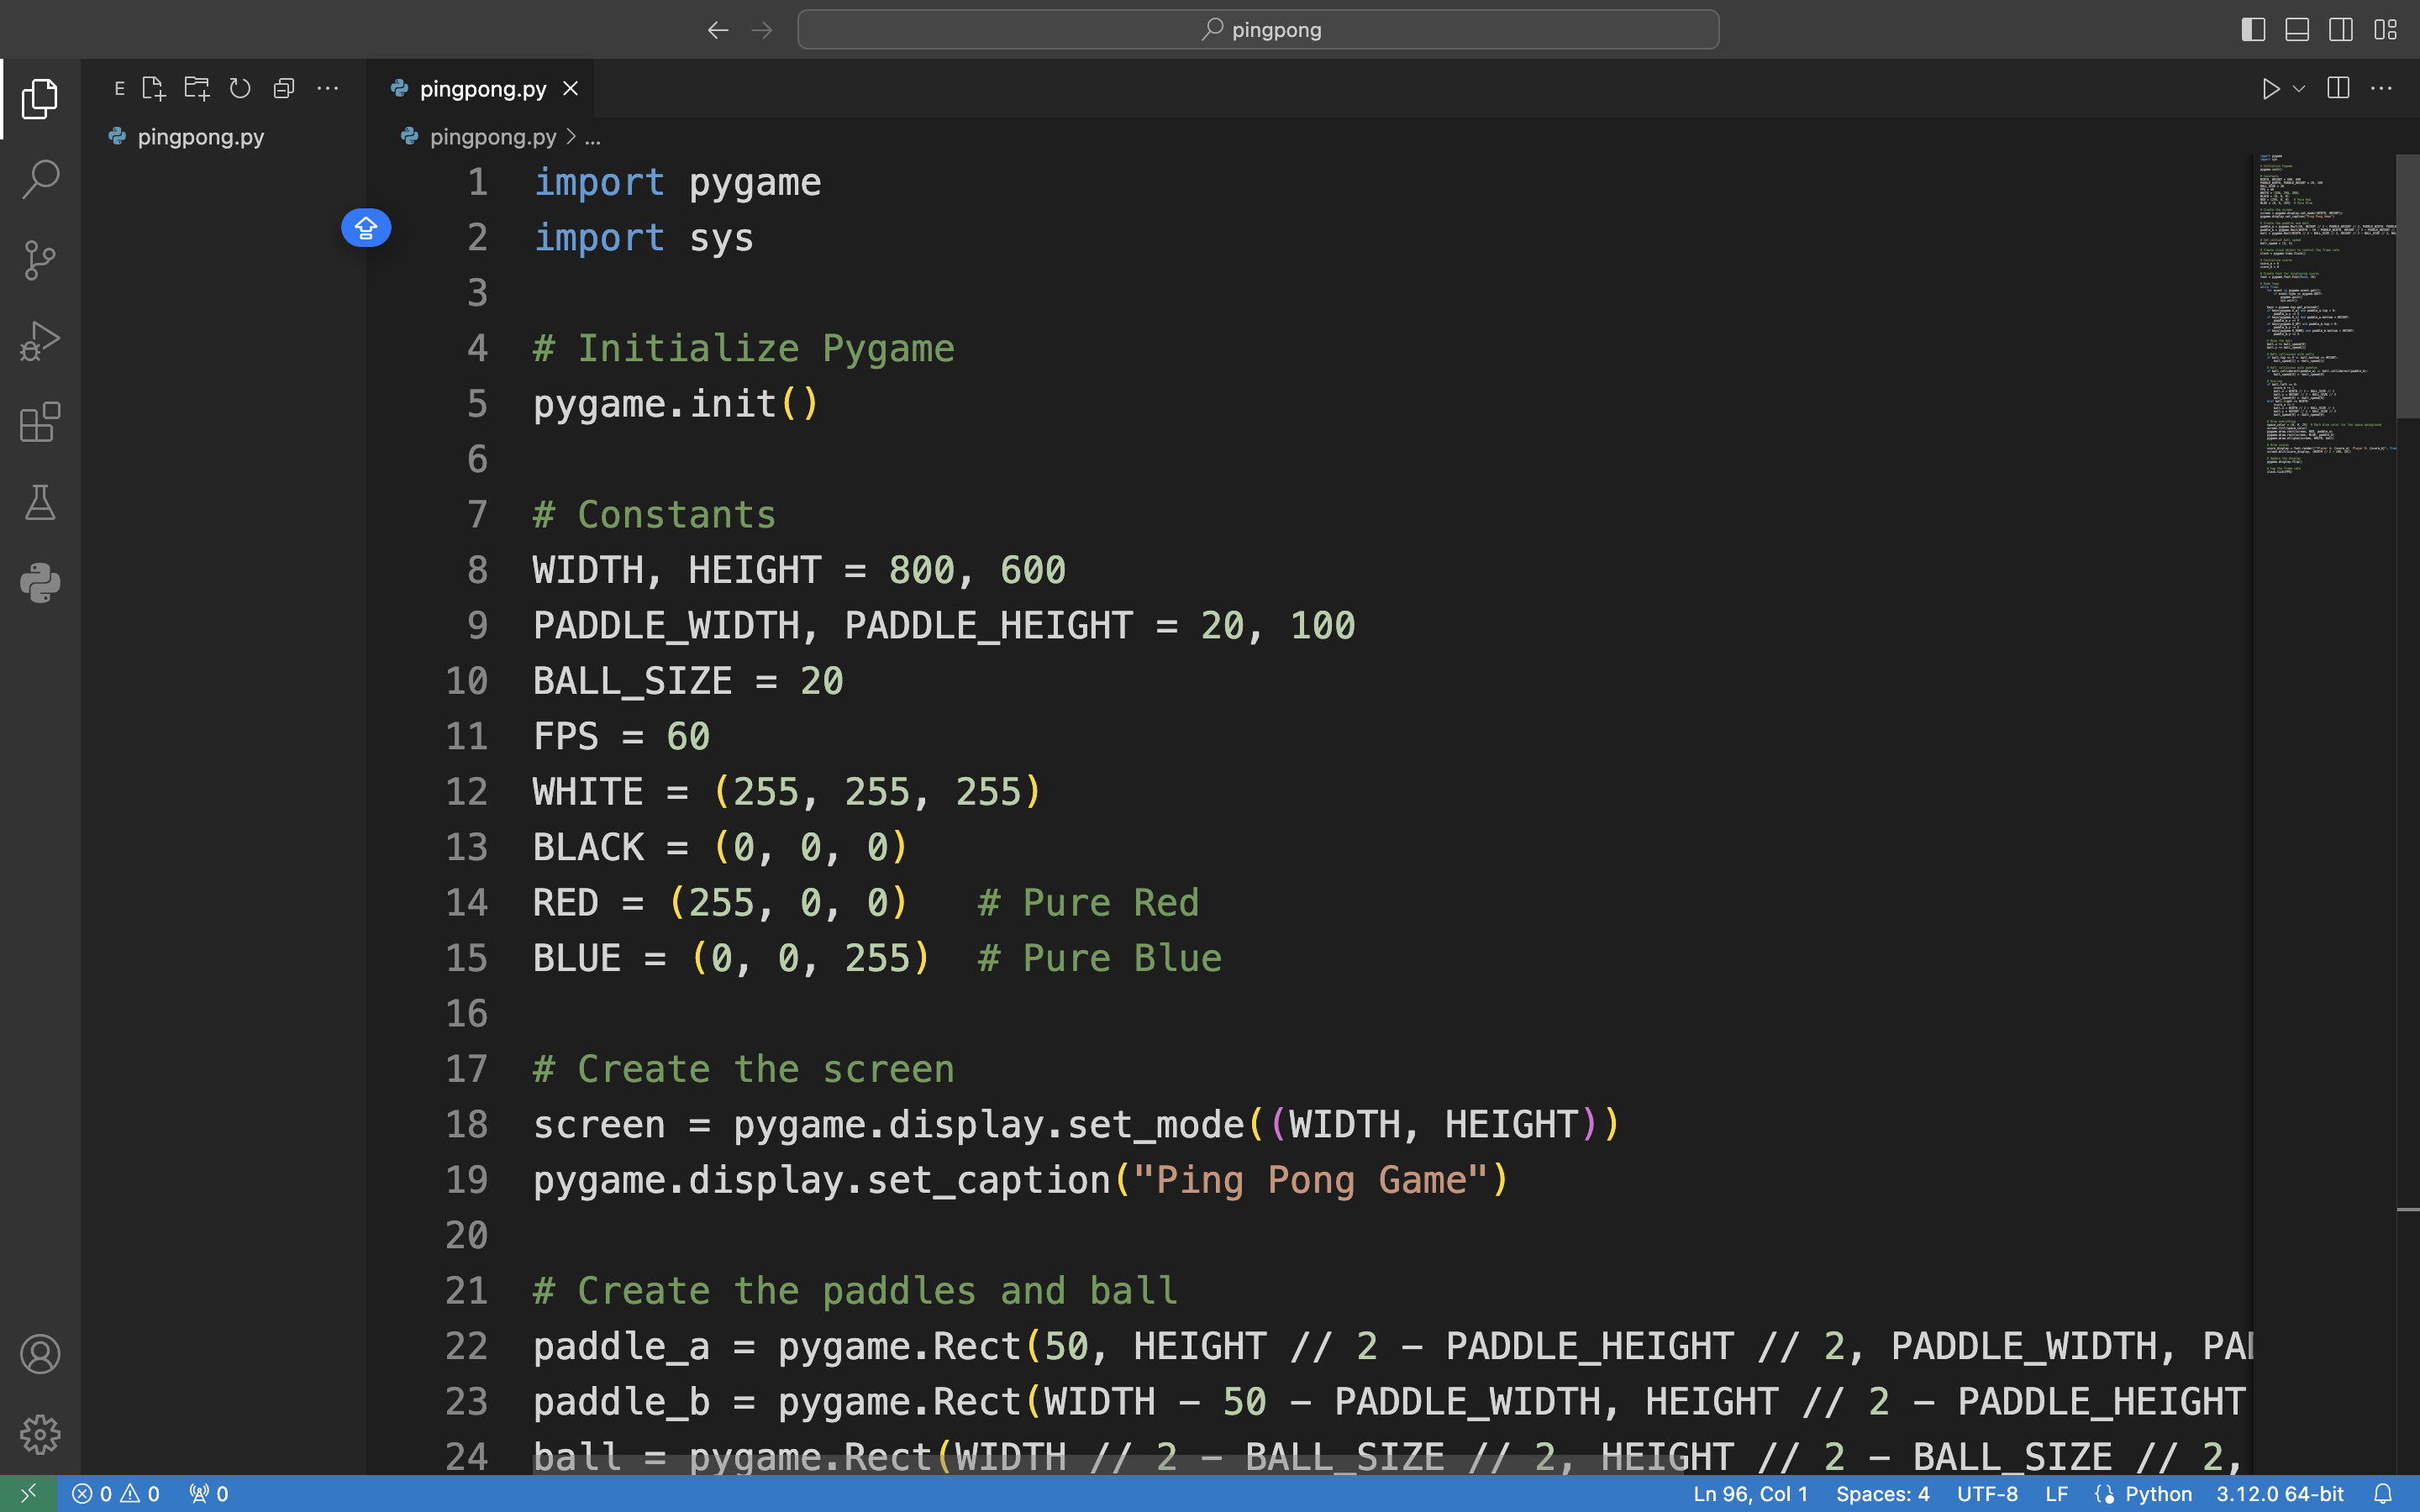 pingpong
E
pingpong.py
pingpong.py
pingpong.py > ...
1 import pygame
2 import sys
3
4 # Initialize Pygame
5 pygame.init()
6
7 # Constants
8 WIDTH, HEIGHT = 800, 600
9 PADDLE_WIDTH, PADDLE_HEIGHT = 20, 100
10 BALL_SIZE = 20
11 FPS = 60
12 WHITE = (255, 255, 255)
13 BLACK = (0, 0, 0)
14 RED = (255, 0, 0)   # Pure Red
15 BLUE = (0, 0, 255)  # Pure Blue
16
17 # Create the screen
18 screen = pygame.display.set_mode((WIDTH, HEIGHT))
19 pygame.display.set_caption("Ping Pong Game")
20
21 # Create the paddles and ball
22 paddle_a = pygame.Rect(50, HEIGHT // 2 - PADDLE_HEIGHT // 2, PADDLE_WIDTH, PAD
23 paddle_b = pygame.Rect(WIDTH - 50 - PADDLE_WIDTH, HEIGHT // 2 - PADDLE_HEIGHT
24 ball = pygame.Rect(WIDTH // 2 - BALL_SIZE // 2, HEIGHT // 2 - BALL_SIZE // 2,
0 0 0 Ln 96, Col 1 Spaces: 4 UTF-8 LF Python 3.12.0 64-bit